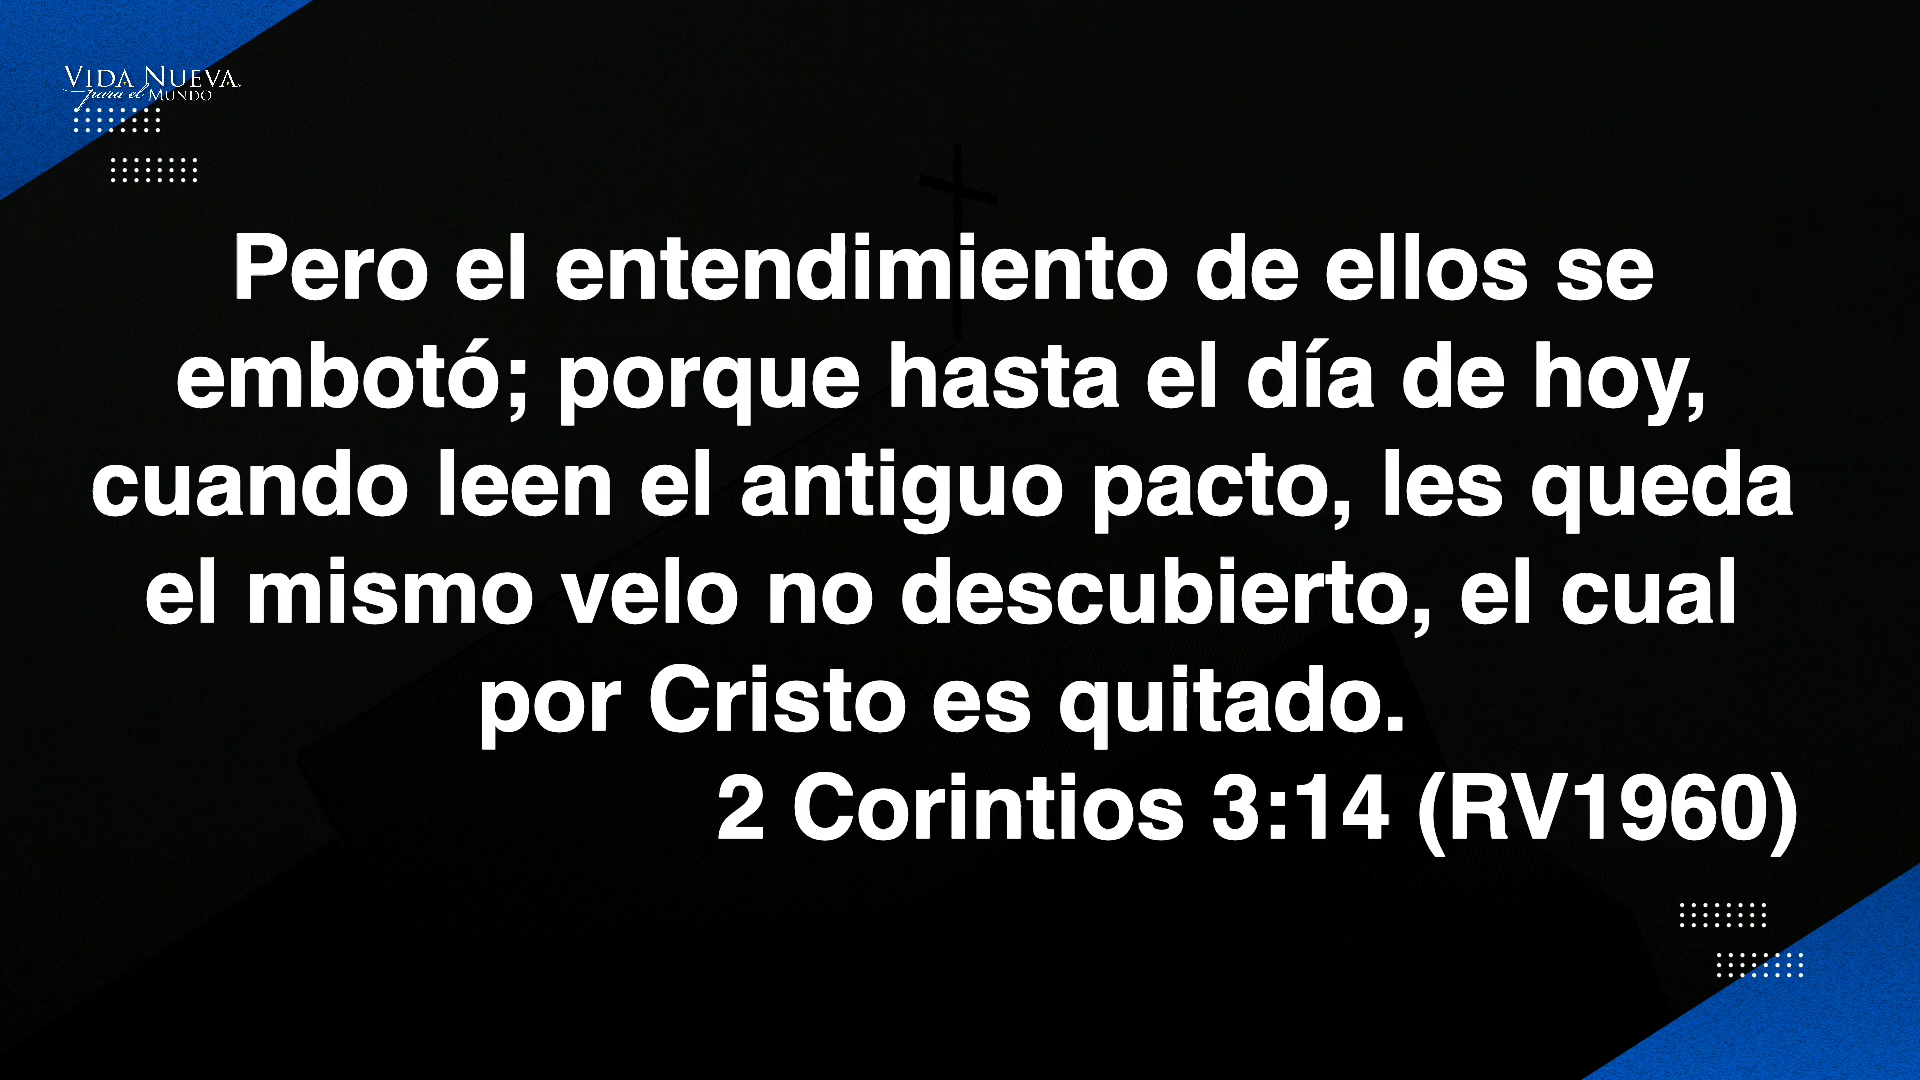 VIDA NUEVA
para el MUNDO
Pero el entendimiento de ellos se
embotó; porque hasta el día de hoy,
cuando leen el antiguo pacto, les queda
el mismo velo no descubierto, el cual
por Cristo es quitado.
2 Corintios 3:14 (RV1960)